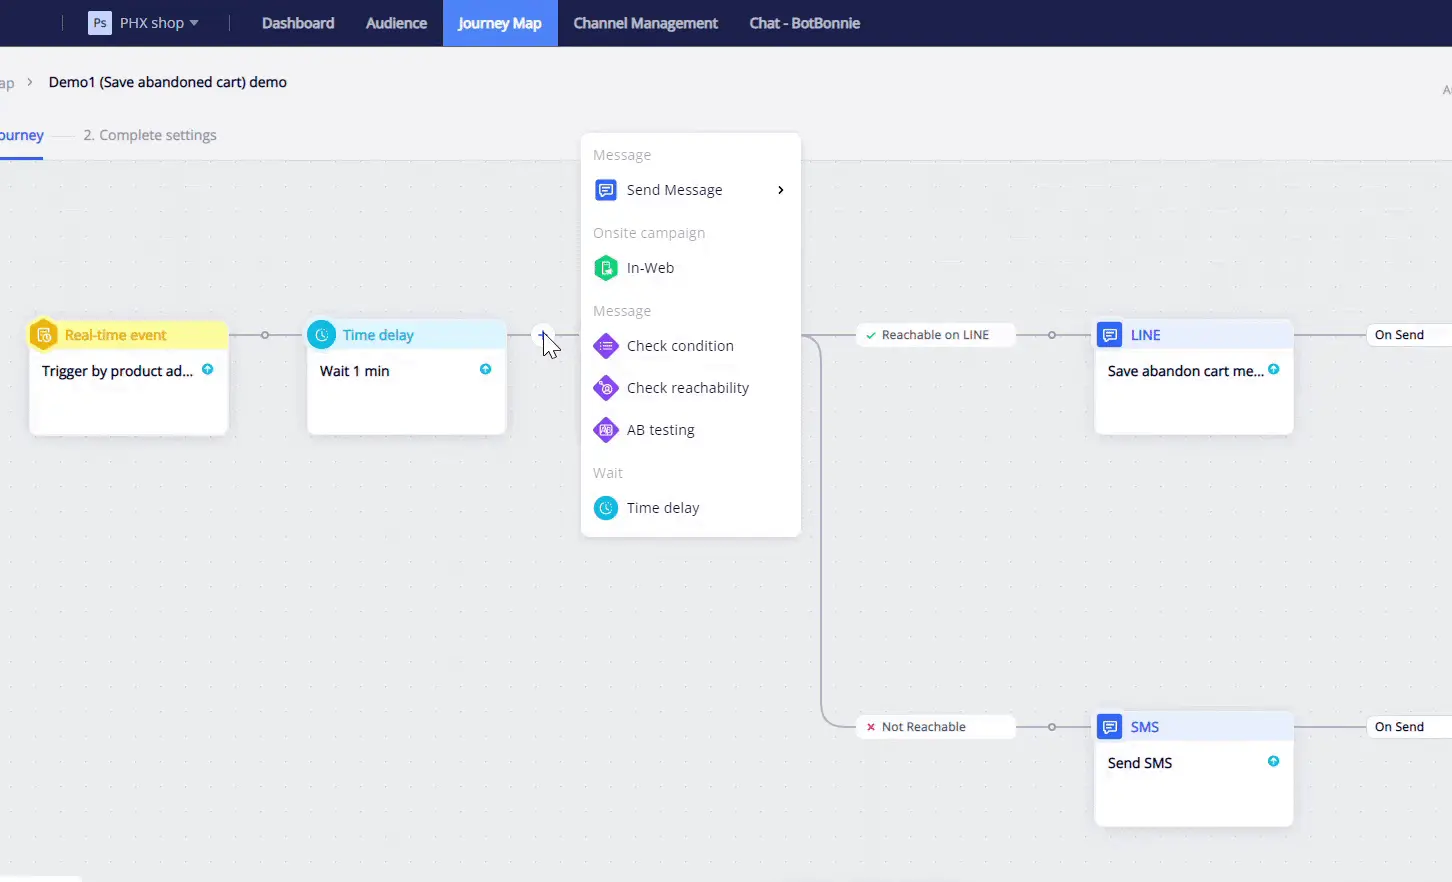 Ps PHX shop Dashboard Audience Journey Map Channel Management Chat - BotBonnie
ap > Demo1 (Save abandoned cart) demo
ourney 2. Complete settings
Message
Send Message
Onsite campaign
In-Web
Message
Check condition
Check reachability
AB testing
Wait
Time delay
Real-time event
Trigger by product ad...
Time delay
Wait 1 min
Reachable on LINE
LINE
Save abandon cart me...
On Send
Not Reachable
SMS
Send SMS
On Send